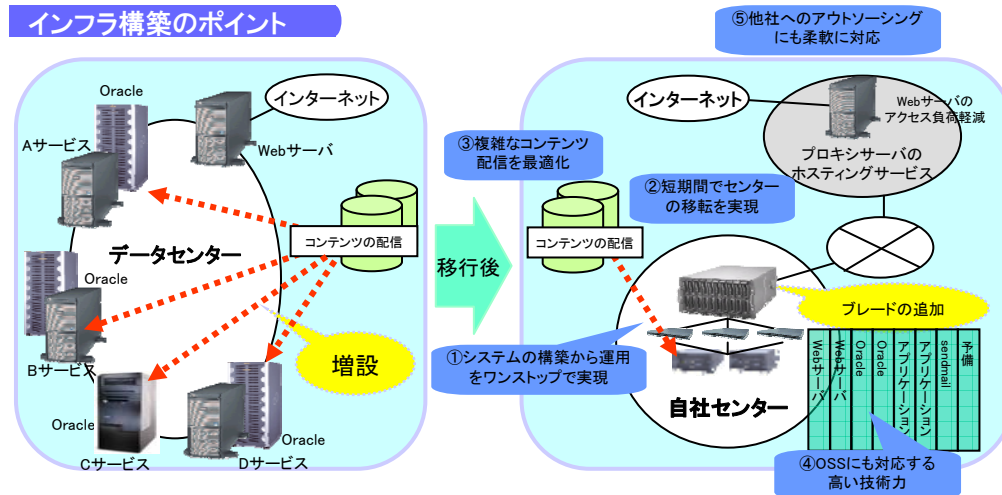 インフラ構築のポイント
⑤他社へのアウトソーシング
にも柔軟に対応
Oracle
インターネット
Aサービス
Webサーバ
データセンター
コンテンツの配信
Oracle
Bサービス
増設
Oracle
Cサービス
Oracle
Dサービス
移行後
③複雑なコンテンツ
配信を最適化
インターネット
Webサーバの
アクセス負荷軽減
プロキシサーバの
ホスティングサービス
②短期間でセンター
の移転を実現
コンテンツの配信
ブレードの追加
①システムの構築から運用
をワンストップで実現
自社センター
Webサーバ
Webサーバ
Oracle
Oracle
アプリケーション
アプリケーション
sendmail
予備
④OSSにも対応する
高い技術力